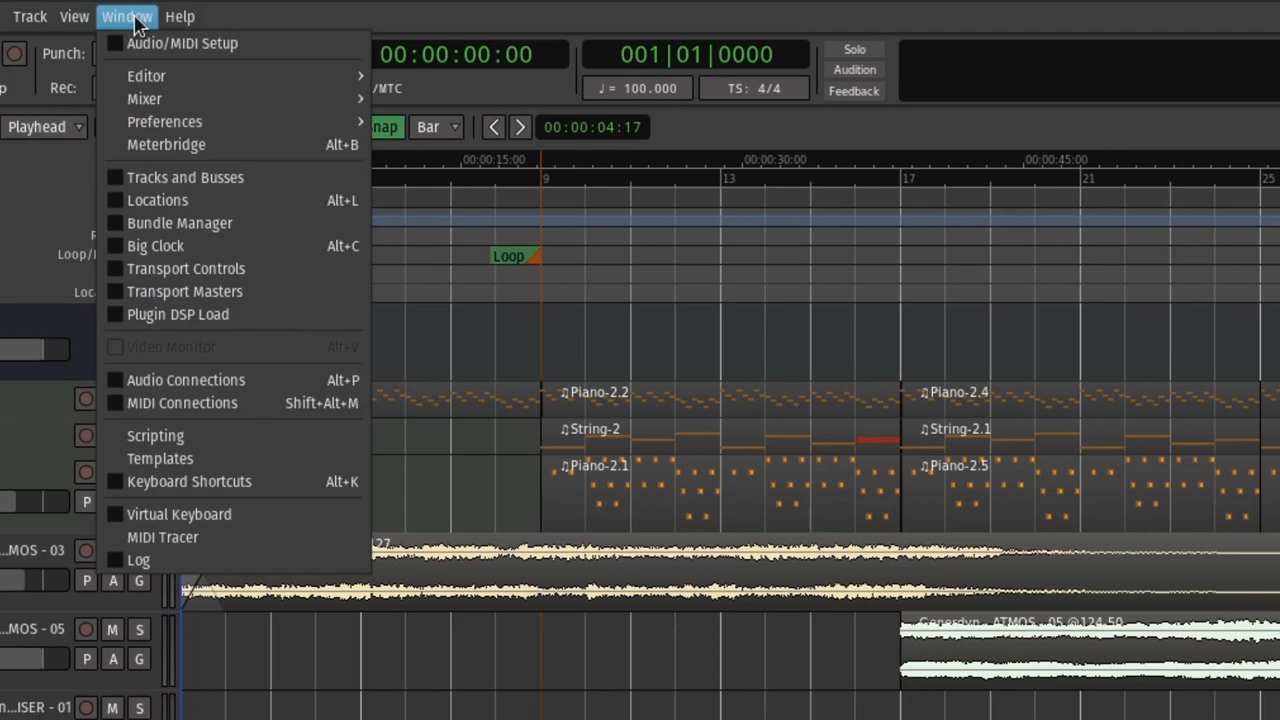 Track View Window Help
Punch:
Rec:
00:00:00:00
/MTC
001|01|0000
♩ = 100.000
TS: 4/4
Solo
Audition
Feedback
Playhead
Snap
Bar
00:00:04:17
Audio/MIDI Setup
Editor
Mixer
Preferences
Meterbridge Alt+B
Tracks and Busses
Locations Alt+L
Bundle Manager
Big Clock Alt+C
Transport Controls
Transport Masters
Plugin DSP Load
Video Monitor Alt+V
Audio Connections Alt+P
MIDI Connections Shift+Alt+M
Scripting
Templates
Keyboard Shortcuts Alt+K
Virtual Keyboard
MIDI Tracer
Log
00:00:15:00 00:00:30:00 00:00:45:00
9 13 17 21 25
Loop/
Loop
Loca
♫Piano-2.2 ♫Piano-2.4
♫String-2 ♫String-2.1
♫Piano-2.1 ♫Piano-2.5
P
...MOS - 03
127
P A G
...MOS - 05 M S
P A G
n...ISER - 01 M S